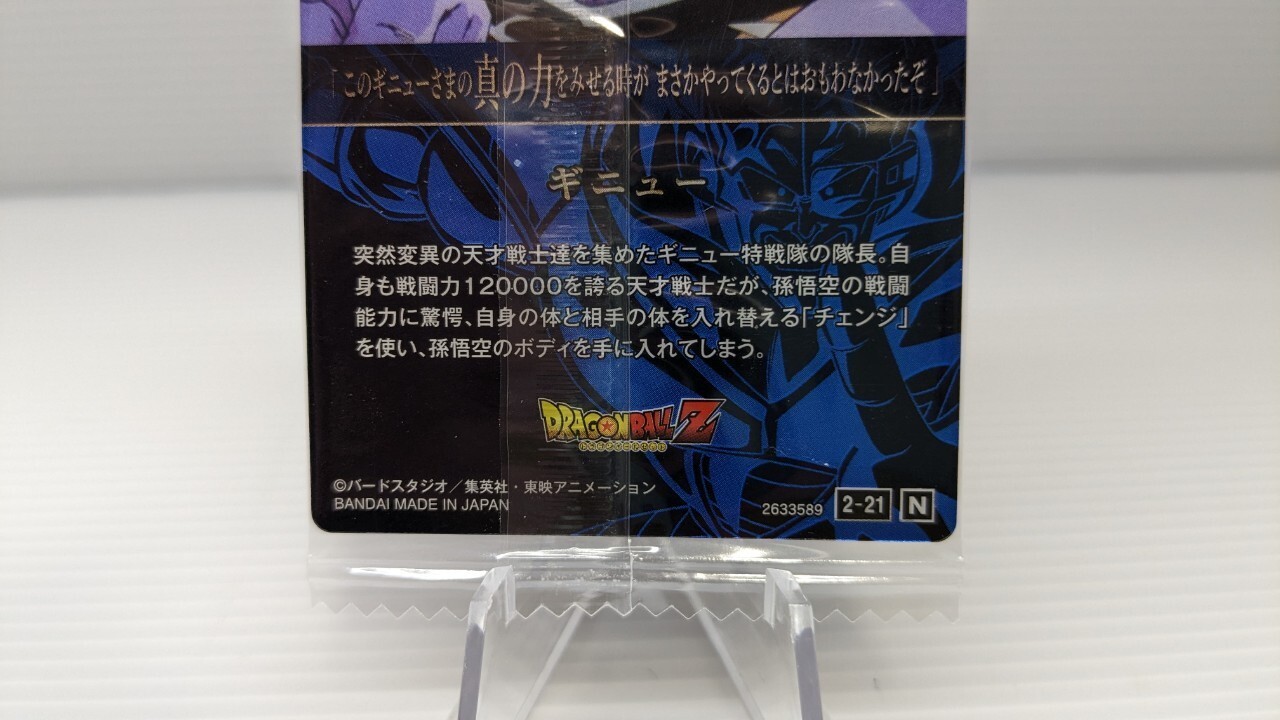 「このギニューさまの真の力をみせる時が まさかやってくるとはおもわなかったぞ」
ギニュー
突然変異の天才戦士達を集めたギニュー特戦隊の隊長。自
身も戦闘力120000を誇る天才戦士だが、孫悟空の戦闘
能力に驚愕、自身の体と相手の体を入れ替える「チェンジ」
を使い、孫悟空のボディを手に入れてしまう。
DRAGON BALL Z
©バードスタジオ／集英社・東映アニメーション
BANDAI MADE IN JAPAN
2633589 2-21 N